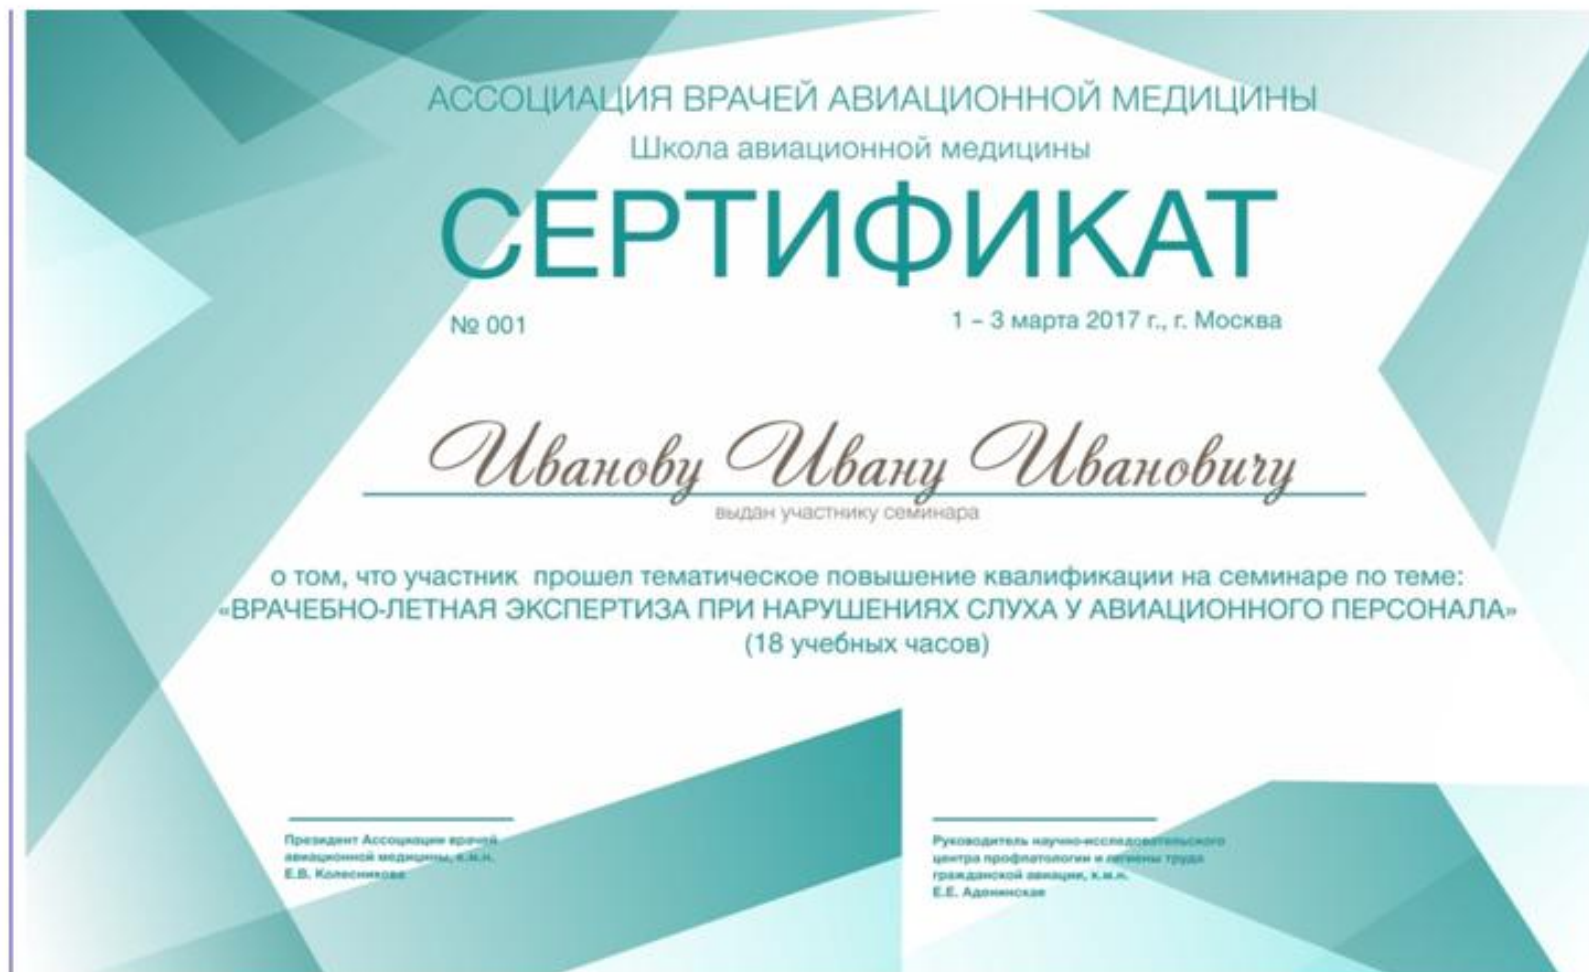 АССОЦИАЦИЯ ВРАЧЕЙ АВИАЦИОННОЙ МЕДИЦИНЫ
Школа авиационной медицины
СЕРТИФИКАТ
№ 001
1 – 3 марта 2017 г., г. Москва
Иванову Ивану Ивановичу
выдан участнику семинара
о том, что участник прошел тематическое повышение квалификации на семинаре по теме:
«ВРАЧЕБНО-ЛЕТНАЯ ЭКСПЕРТИЗА ПРИ НАРУШЕНИЯХ СЛУХА У АВИАЦИОННОГО ПЕРСОНАЛА»
(18 учебных часов)
Президент Ассоциации врачей
авиационной медицины, к.м.н.
Е.В. Колесникова
Руководитель научно-исследовательского
центра профпатологии и гигиены труда
гражданской авиации, к.м.н.
Е.Е.